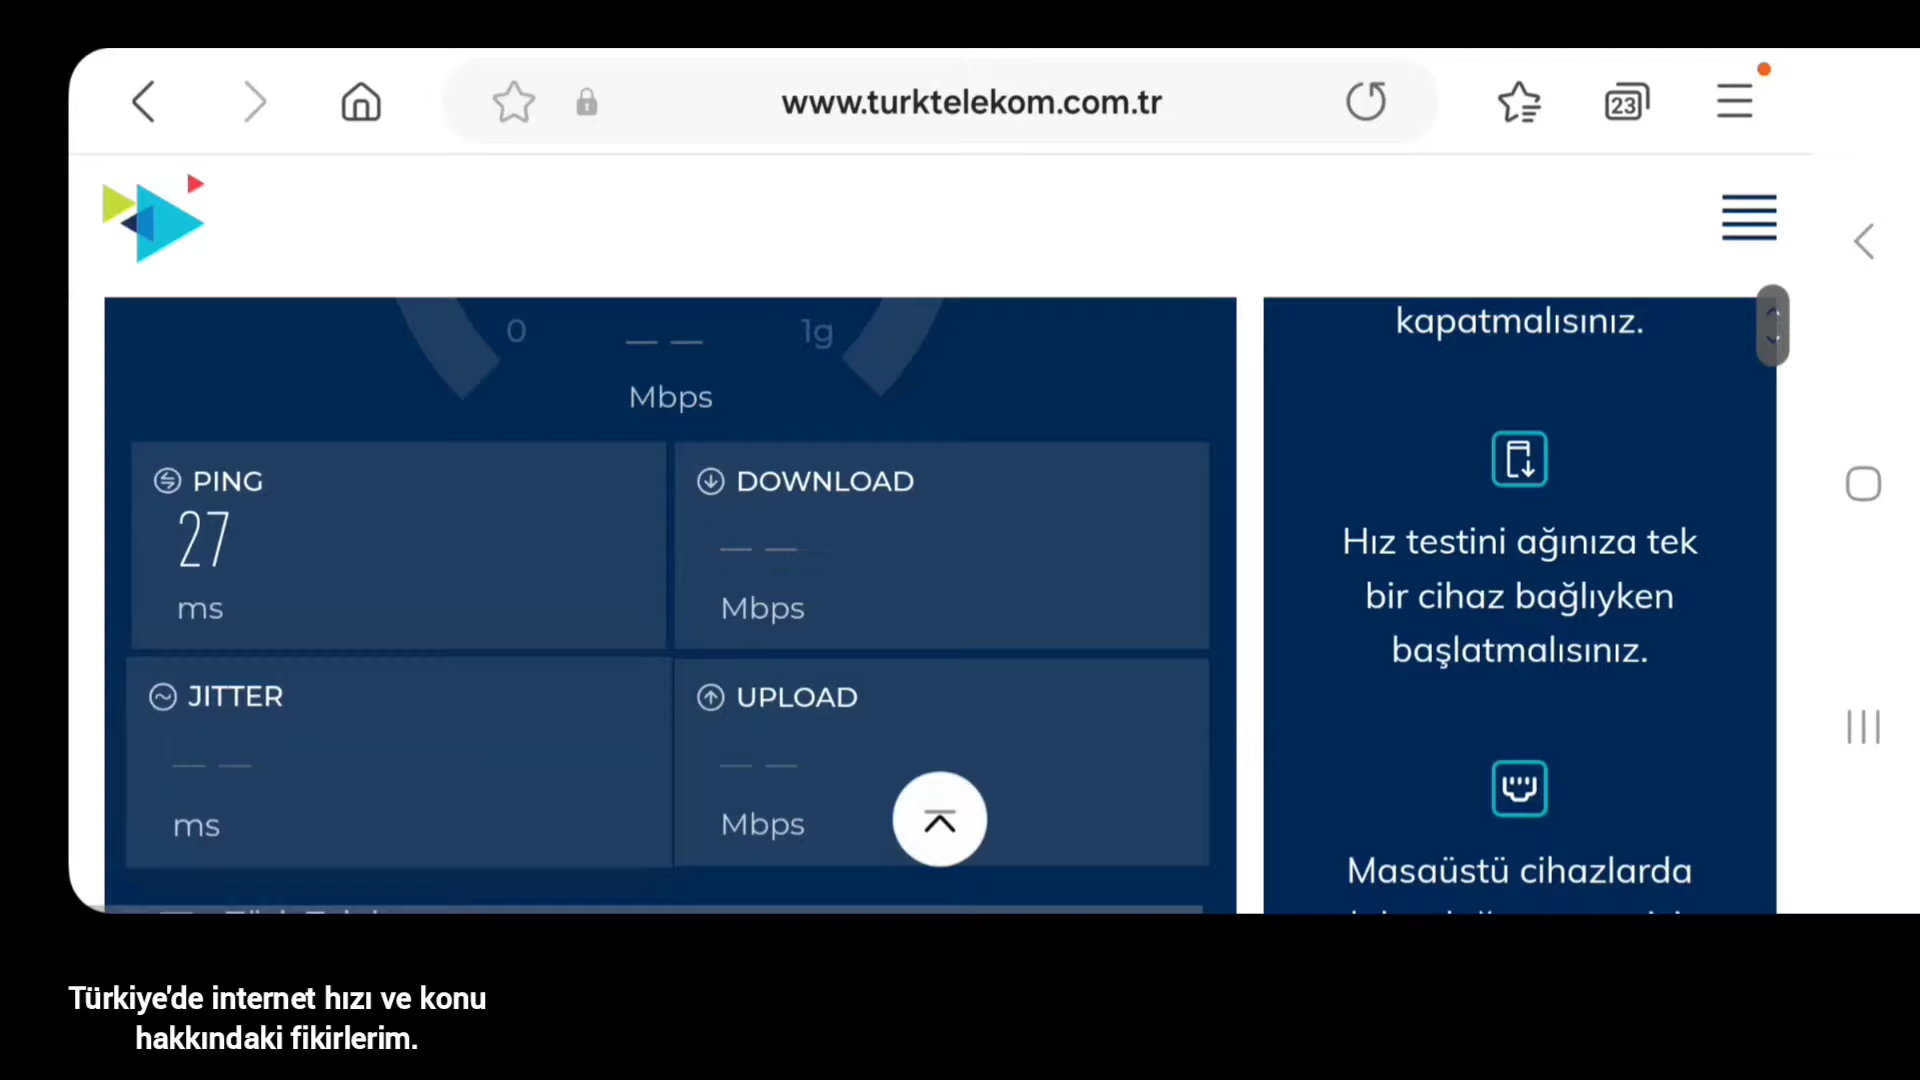 www.turktelekom.com.tr
23
0
1g
Mbps
PING
27
ms
DOWNLOAD
Mbps
JITTER
ms
UPLOAD
Mbps
kapatmalısınız.
Hız testini ağınıza tek
bir cihaz bağlıyken
başlatmalısınız.
Masaüstü cihazlarda
Türkiye'de internet hızı ve konu
hakkındaki fikirlerim.